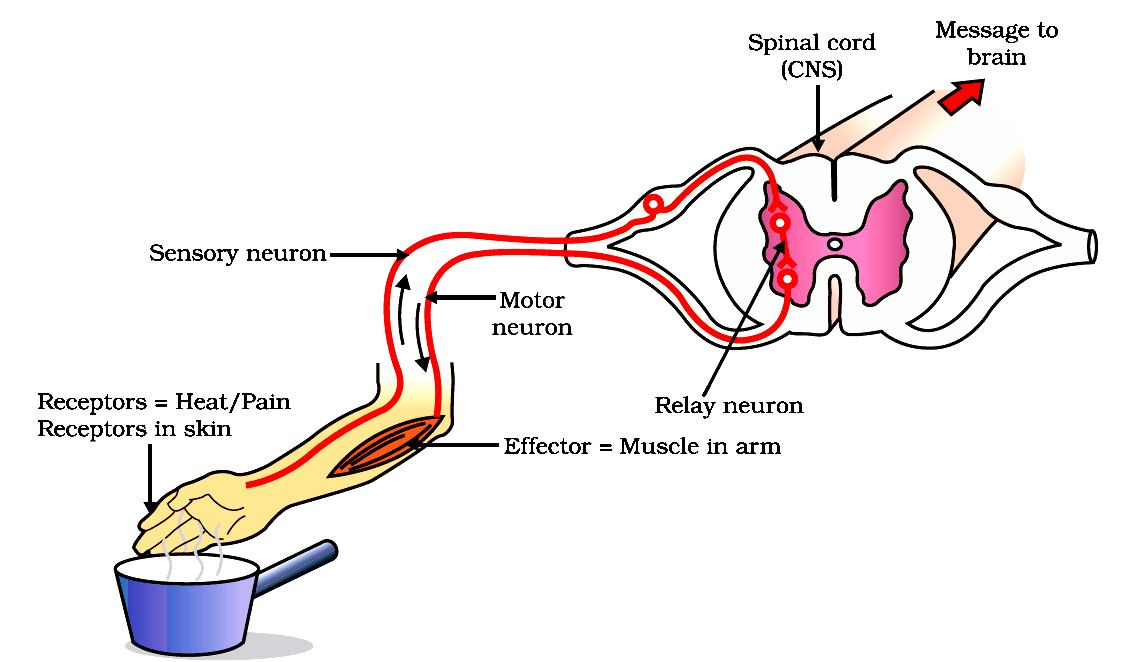 Message to
brain
Spinal cord
(CNS)
Sensory neuron
Motor
neuron
Receptors = Heat/Pain
Receptors in skin
Relay neuron
Effector = Muscle in arm